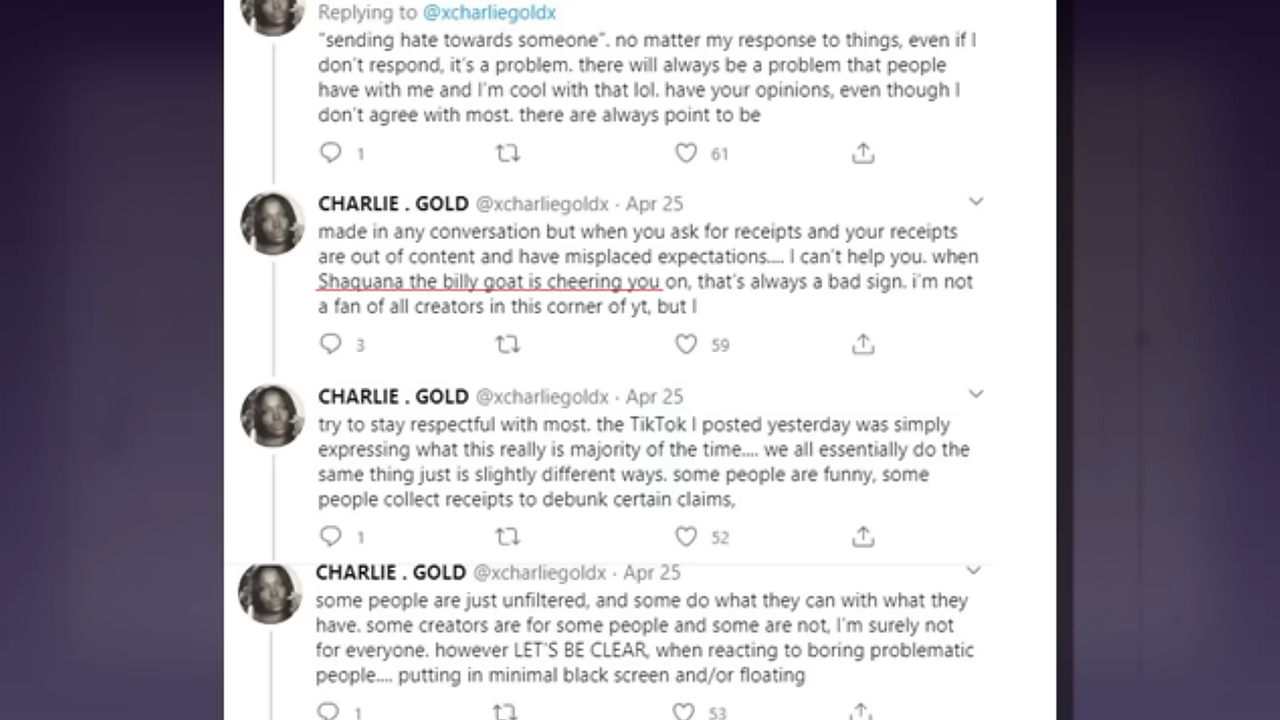 Replying to @xcharliegoldx
"sending hate towards someone". no matter my response to things, even if I
don't respond, it's a problem. there will always be a problem that people
have with me and I'm cool with that lol. have your opinions, even though I
don't agree with most. there are always point to be
1 61
CHARLIE . GOLD @xcharliegoldx · Apr 25
made in any conversation but when you ask for receipts and your receipts
are out of content and have misplaced expectations.... I can't help you. when
Shaquana the billy goat is cheering you on, that's always a bad sign. i'm not
a fan of all creators in this corner of yt, but I
3 59
CHARLIE . GOLD @xcharliegoldx · Apr 25
try to stay respectful with most. the TikTok I posted yesterday was simply
expressing what this really is majority of the time.... we all essentially do the
same thing just is slightly different ways. some people are funny, some
people collect receipts to debunk certain claims,
1 52
CHARLIE . GOLD @xcharliegoldx · Apr 25
some people are just unfiltered, and some do what they can with what they
have. some creators are for some people and some are not, I'm surely not
for everyone. however LET'S BE CLEAR, when reacting to boring problematic
people.... putting in minimal black screen and/or floating
1 53